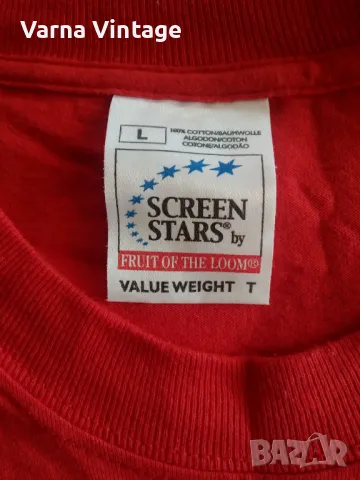 Varna Vintage
L
100% COTTON/BAUMWOLLE
ALGODON/COTON
COTONE/ALGODÃO
SCREEN
STARS® by
FRUIT OF THE LOOM®
VALUE WEIGHT T
BAZAR
bg